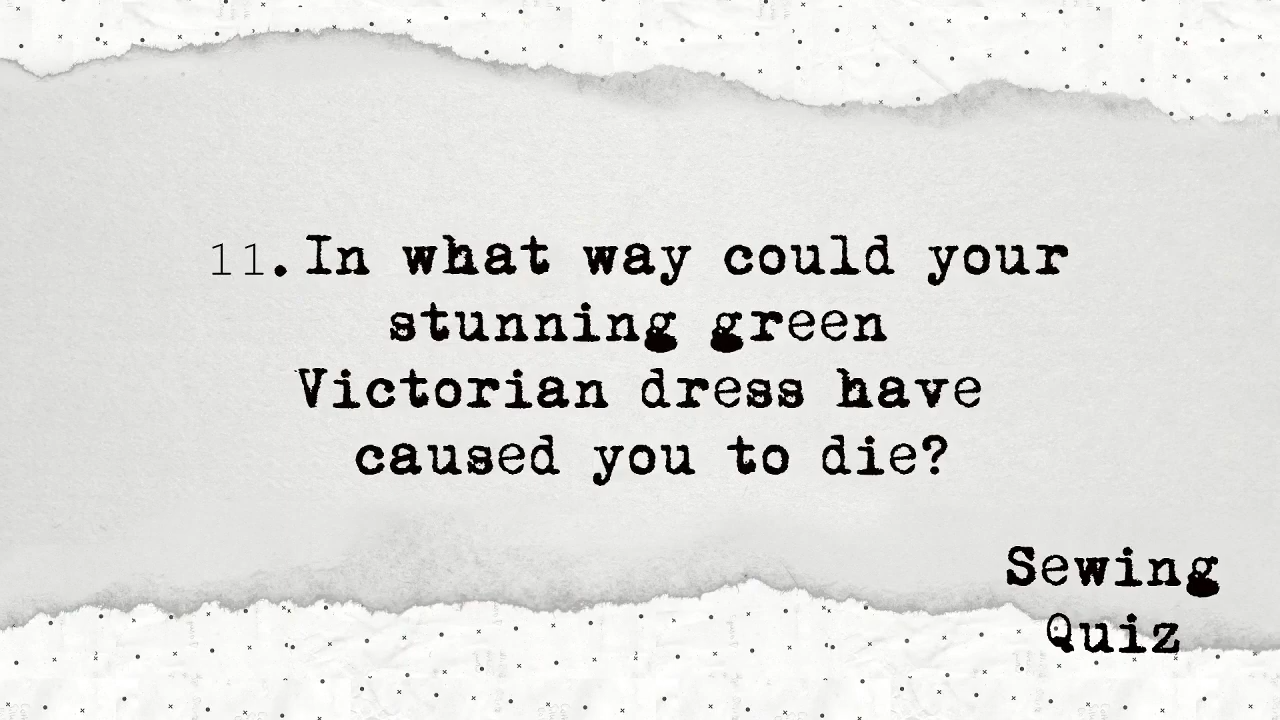 11. In what way could your
stunning green
Victorian dress have
caused you to die?
Sewing
Quiz